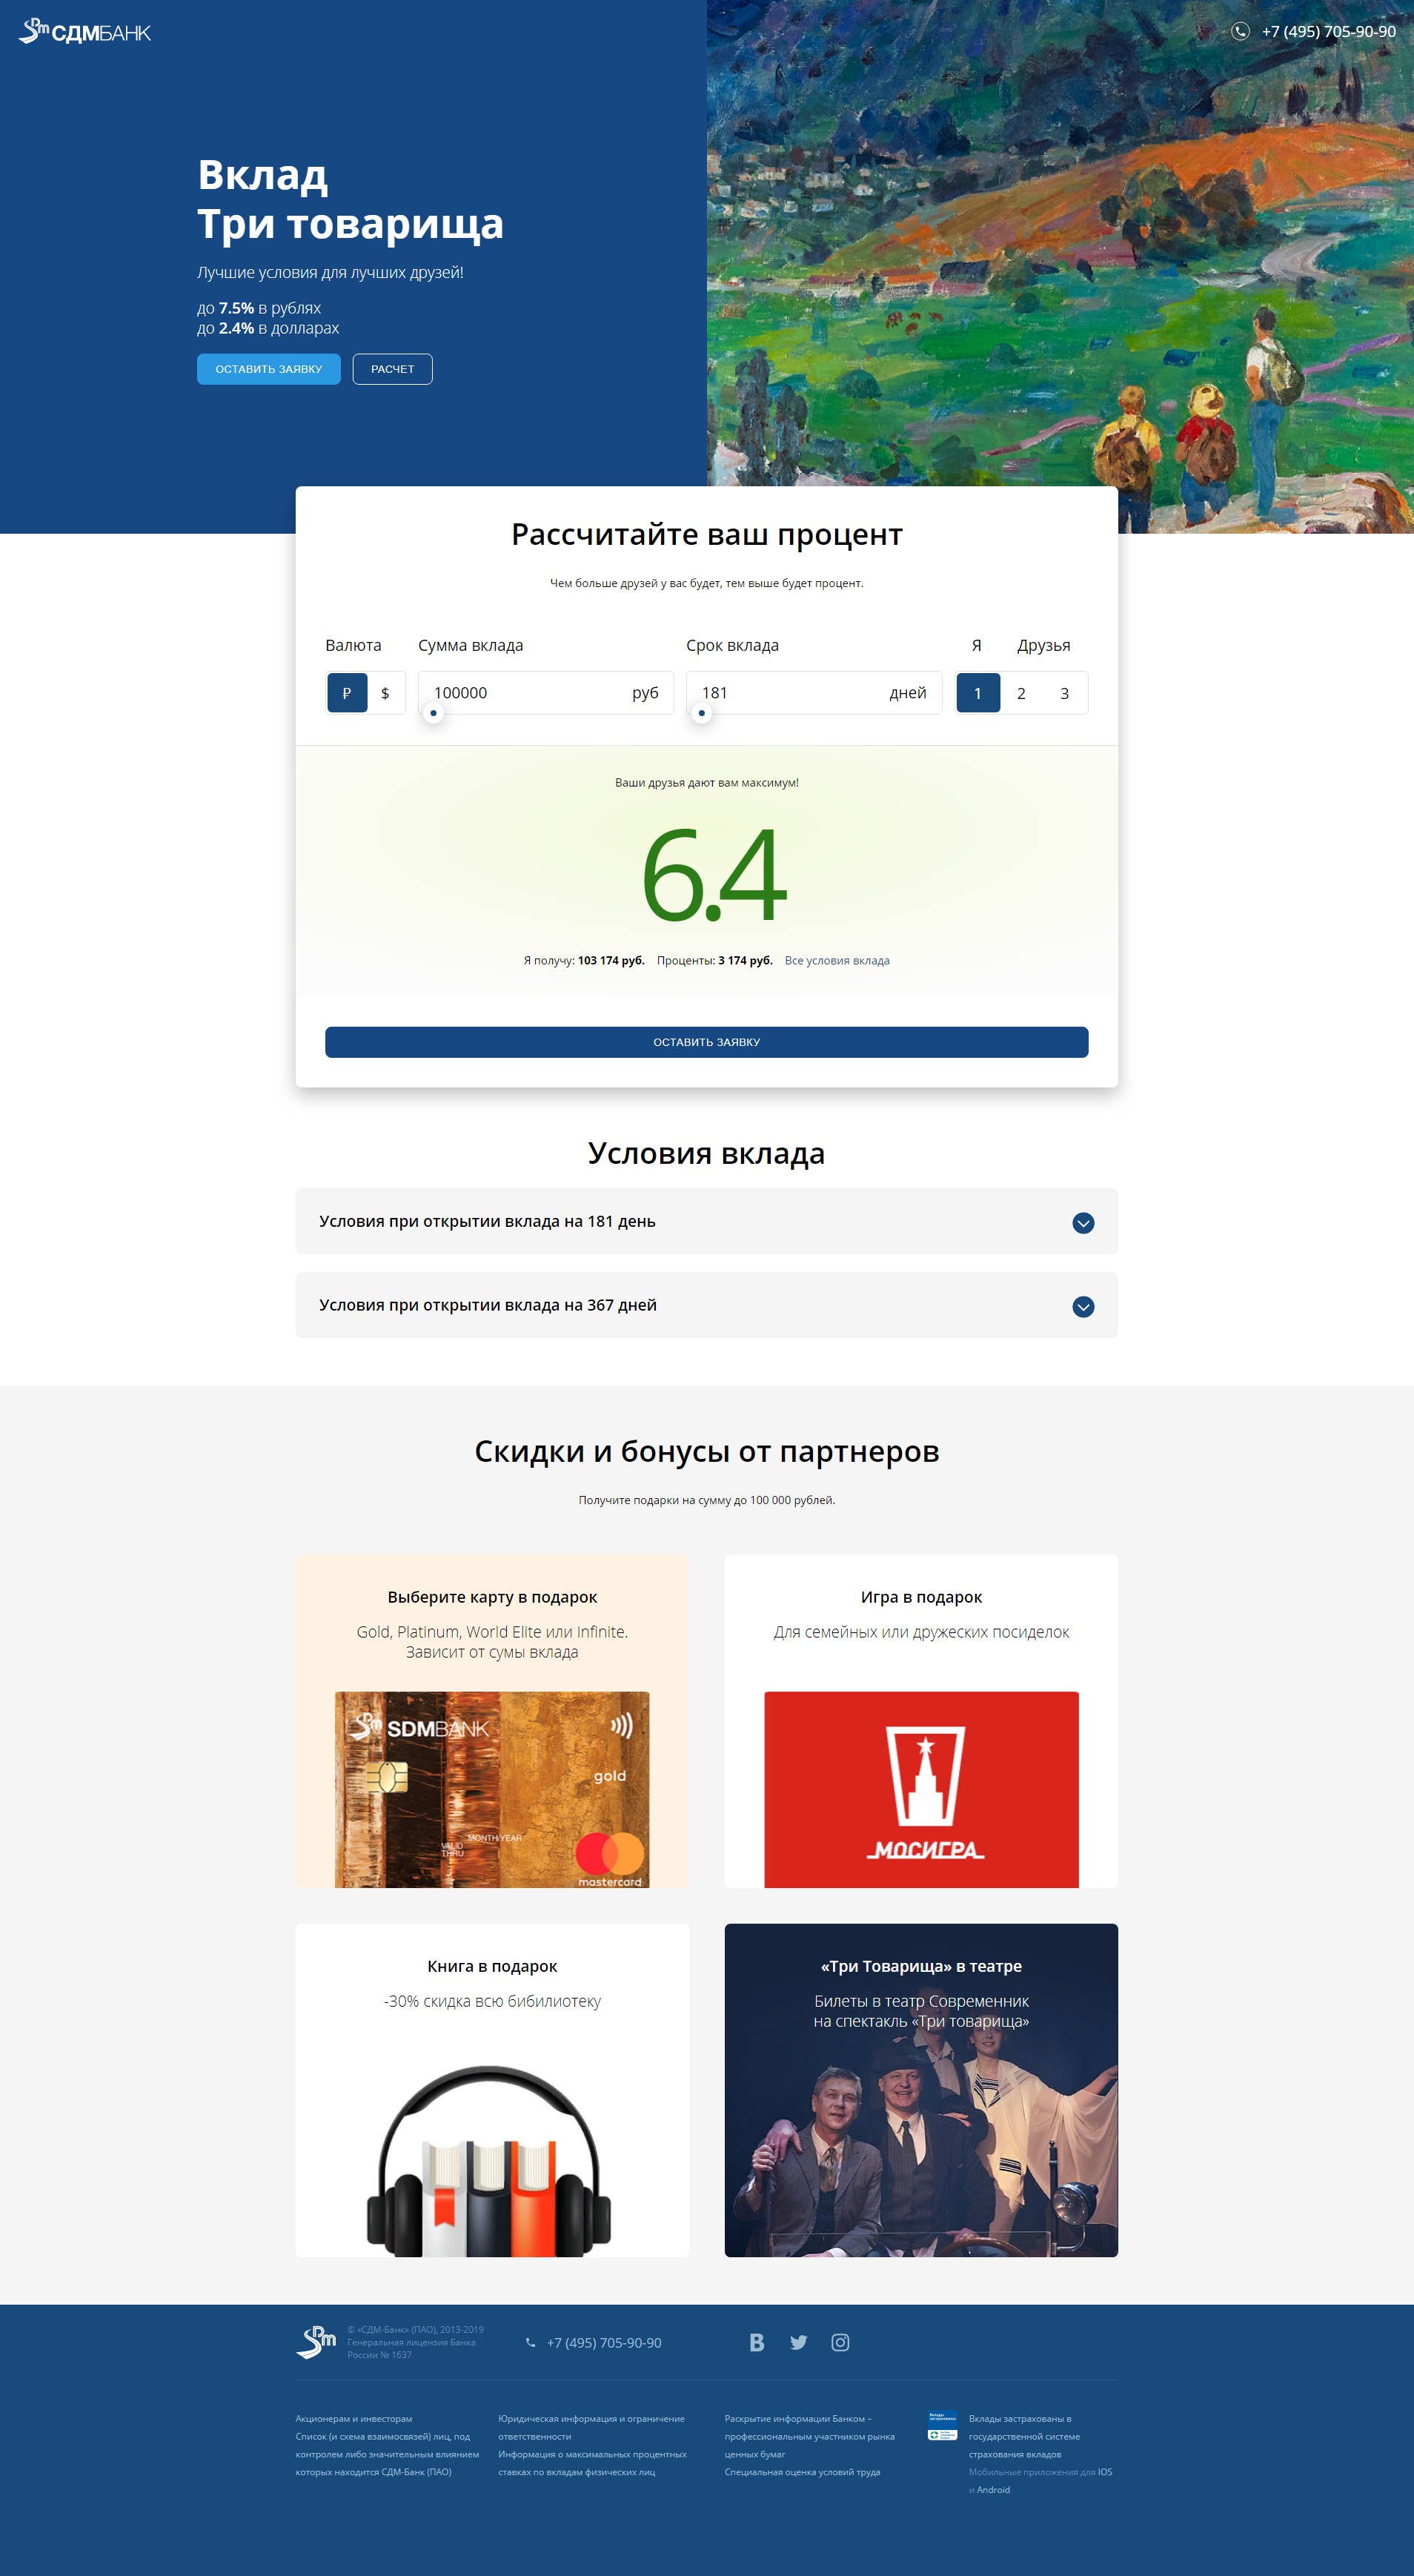 СДМБАНК
+7 (495) 705-90-90
Вклад
Три товарища
Лучшие условия для лучших друзей!
до 7.5% в рублях
до 2.4% в долларах
ОСТАВИТЬ ЗАЯВКУ
РАСЧЕТ
Рассчитайте ваш процент
Чем больше друзей у вас будет, тем выше будет процент.
Валюта
Сумма вклада
Срок вклада
Я
Друзья
₽
$
100000
руб
181
дней
1
2
3
Ваши друзья дают вам максимум!
6.4
Я получу: 103 174 руб. Проценты: 3 174 руб. Все условия вклада
ОСТАВИТЬ ЗАЯВКУ
Условия вклада
Условия при открытии вклада на 181 день
Условия при открытии вклада на 367 дней
Скидки и бонусы от партнеров
Получите подарки на сумму до 100 000 рублей.
Выберите карту в подарок
Gold, Platinum, World Elite или Infinite.
Зависит от сумы вклада
SDMBANK
gold
MONTH/YEAR
VALID
THRU
mastercard
Игра в подарок
Для семейных или дружеских посиделок
МОСИГРА
Книга в подарок
-30% скидка всю бибилиотеку
«Три Товарища» в театре
Билеты в театр Современник
на спектакль «Три товарища»
© «СДМ-Банк» (ПАО), 2013-2019
Генеральная лицензия Банка
России № 1637
+7 (495) 705-90-90
Акционерам и инвесторам
Список (и схема взаимосвязей) лиц, под
контролем либо значительным влиянием
которых находится СДМ-Банк (ПАО)
Юридическая информация и ограничение
ответственности
Информация о максимальных процентных
ставках по вкладам физических лиц
Раскрытие информации Банком –
профессиональным участником рынка
ценных бумаг
Специальная оценка условий труда
Вклады
застрахованы
Вклады застрахованы в
государственной системе
страхования вкладов
Мобильные приложения для IOS
и Android